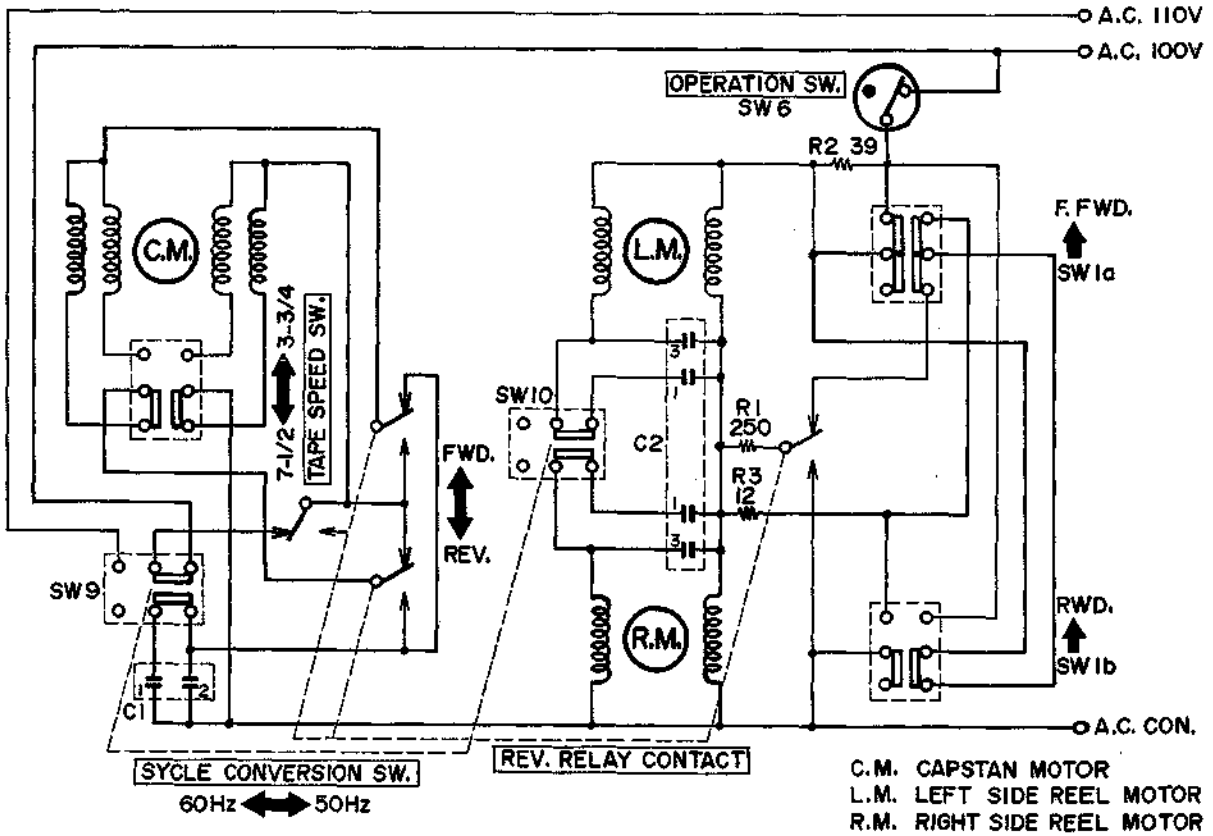 A.C. 110V
A.C. 100V
OPERATION SW.
SW 6
R2 39
F. FWD.
SW1a
C.M.
L.M.
7-1/2 3-3/4
TAPE SPEED SW.
3
1
SW10
C2
R1
250
R3
12
1
3
FWD.
REV.
SW9
R.M.
RWD.
SW1b
1
2
C1
A.C. CON.
SYCLE CONVERSION SW.
60Hz 50Hz
REV. RELAY CONTACT
C.M. CAPSTAN MOTOR
L.M. LEFT SIDE REEL MOTOR
R.M. RIGHT SIDE REEL MOTOR